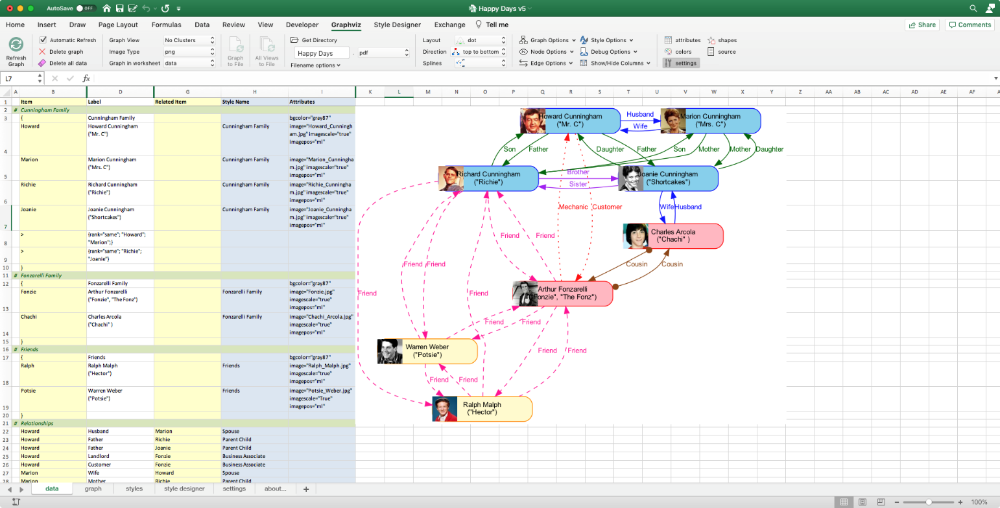 AutoSave OFF
Happy Days v5
Home Insert Draw Page Layout Formulas Data Review View Developer Graphviz Style Designer Exchange Tell me
Share Comments
Refresh Graph
Automatic Refresh
Delete graph
Delete all data
Graph View No Clusters
Image Type png
Graph in worksheet data
Graph to File
All Views to File
Get Directory
Happy Days . pdf
Filename options
Layout dot
Direction top to bottom
Splines
Graph Options Style Options
Node Options Debug Options
Edge Options Show/Hide Columns
attributes shapes
colors source
settings
L7 fx
A B D G H I K L M N O P Q R S T U V W X Y Z AA AB AC AD AE AF
1 Item Label Related Item Style Name Attributes
2 # Cunningham Family
3 { Cunningham Family bgcolor="gray87"
4 Howard Howard Cunningham Cunningham Family image="Howard_Cunningh
("Mr. C") am.jpg" imagescale="true"
imagepos="ml"
5 Marion Marion Cunningham Cunningham Family image="Marion_Cunningha
("Mrs. C") m.jpg" imagescale="true"
imagepos="ml"
6 Richie Richard Cunningham Cunningham Family image="Richie_Cunningha
("Richie") m.jpg" imagescale="true"
imagepos="ml"
7 Joanie Joanie Cunningham Cunningham Family image="Joanie_Cunningha
("Shortcakes") m.jpg" imagescale="true"
imagepos="ml"
8 > {rank="same"; "Howard";
"Marion";}
9 > {rank="same"; "Richie";
"Joanie"}
10 }
11 # Fonzarelli Family
12 { Fonzarelli Family bgcolor="gray87"
13 Fonzie Arthur Fonzarelli Fonzarelli Family image="Fonzie.jpg"
("Fonzie", "The Fonz") imagescale="true"
imagepos="ml"
14 Chachi Charles Arcola Fonzarelli Family image="Chachi_Arcola.jpg"
("Chachi" ) imagescale="true"
imagepos="ml"
15 }
16 # Friends
17 { Friends bgcolor="gray87"
18 Ralph Ralph Malph Friends image="Ralph_Malph.jpg"
("Hector") imagescale="true"
imagepos="ml"
19 Potsie Warren Weber Friends image="Potsie_Weber.jpg"
("Potsie") imagescale="True"
imagepos="ml"
20 }
21 # Relationships
22 Howard Husband Marion Spouse
23 Howard Father Richie Parent Child
24 Howard Father Joanie Parent Child
25 Howard Landlord Fonzie Business Associate
26 Howard Customer Fonzie Business Associate
27 Marion Wife Howard Spouse
28 Marion Mother Richie Parent Child
Howard Cunningham
("Mr. C")
Husband
Wife
Marion Cunningham
("Mrs. C")
Son Father Daughter Father Son Mother Mother Daughter
Richard Cunningham
("Richie")
Brother
Sister
Joanie Cunningham
("Shortcakes")
Mechanic Customer Wife Husband
Friend Friend
Charles Arcola
("Chachi" )
Friend Friend Cousin Cousin
Friend Friend
Arthur Fonzarelli
("Fonzie", "The Fonz")
Friend Friend
Warren Weber
("Potsie")
Friend Friend
Friend Friend
Ralph Malph
("Hector")
data graph styles style designer settings about... +
100%